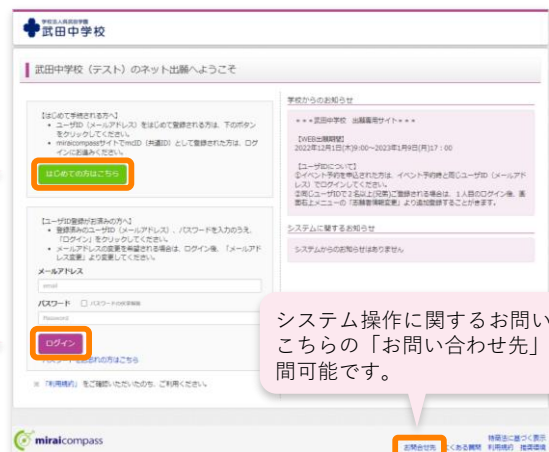 学校法人武田学園
武田中学校
武田中学校（テスト）のネット出願へようこそ
【はじめて手続される方へ】
• ユーザID（メールアドレス）をはじめて登録される方は、下のボタン
をクリックしてください。
• miraicompassサイトでmcID（共通ID）として登録された方は、ログ
インにお進みください。
はじめての方はこちら
【ユーザID登録がお済みの方へ】
• 登録済みのユーザID（メールアドレス）、パスワードを入力のうえ、
「ログイン」をクリックしてください。
• メールアドレスの変更を希望される場合は、ログイン後、「メールアド
レス変更」より変更してください。
メールアドレス
email
パスワード
Password
ログイン
パスワードをお忘れの方はこちら
※ 「利用規約」をご確認いただいたのち、ご利用ください。
学校からのお知らせ
＊＊＊武田中学校 出願専用サイト＊＊＊
【WEB出願期間】
2022年12月1日(木)9:00～2023年1月9日(月)17：00
【ユーザIDについて】
①イベント予約を申込された方は、イベント予約時と同じユーザID（メールアド
レス）でログインしてください。
②同じユーザIDで2名以上(兄弟)ご登録される場合は、1人目のログイン後、画
面右上メニューの「志願者情報変更」より追加登録することができます。
システムに関するお知らせ
システムからのお知らせはありません
システム操作に関するお問い
こちらの「お問い合わせ先」
間可能です。
miraicompass
特商法に基づく表示
お問合せ先 よくある質問 利用規約 推奨環境